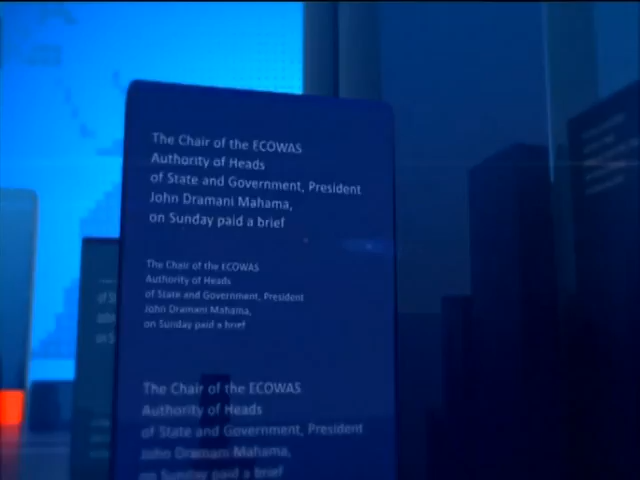 The Chair of the ECOWAS
Authority of Heads
of State and Government, President
John Dramani Mahama,
on Sunday paid a brief
The Chair of the ECOWAS
Authority of Heads
of State and Government, President
John Dramani Mahama,
on Sunday paid a brief
The Chair of the ECOWAS
Authority of Heads
of State and Government, President
John Dramani Mahama,
on Sunday paid a brief